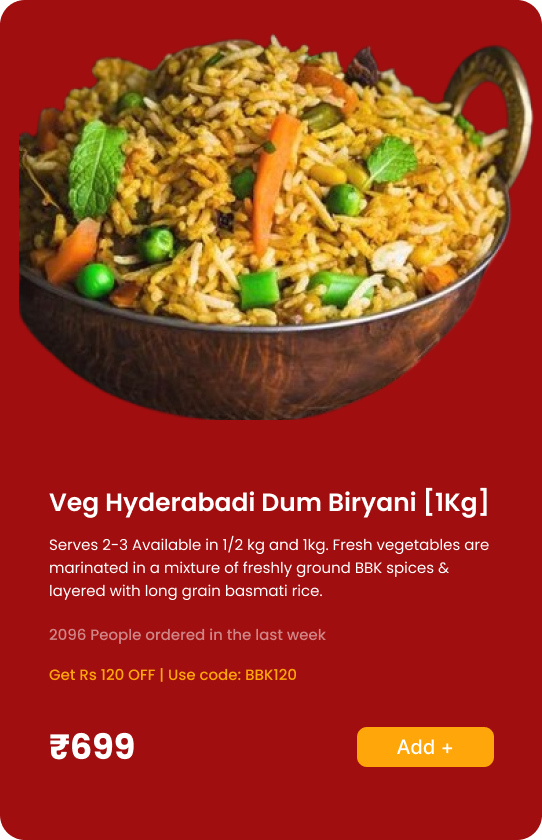 Veg Hyderabadi Dum Biryani [1Kg]
Serves 2-3 Available in 1/2 kg and 1kg. Fresh vegetables are
marinated in a mixture of freshly ground BBK spices &
layered with long grain basmati rice.
2096 People ordered in the last week
Get Rs 120 OFF | Use code: BBK120
₹699
Add +